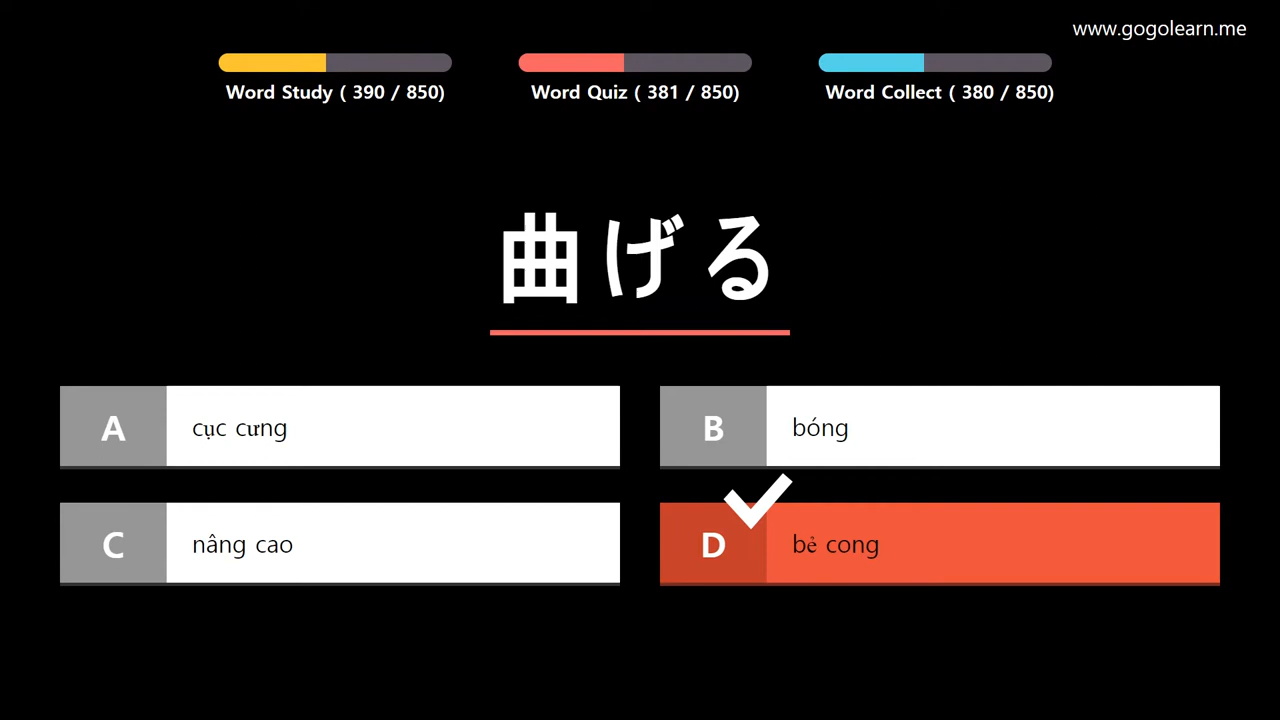 www.gogolearn.me
Word Study ( 390 / 850)
Word Quiz ( 381 / 850)
Word Collect ( 380 / 850)
曲げる
A cục cưng
B bóng
C nâng cao
D bẻ cong